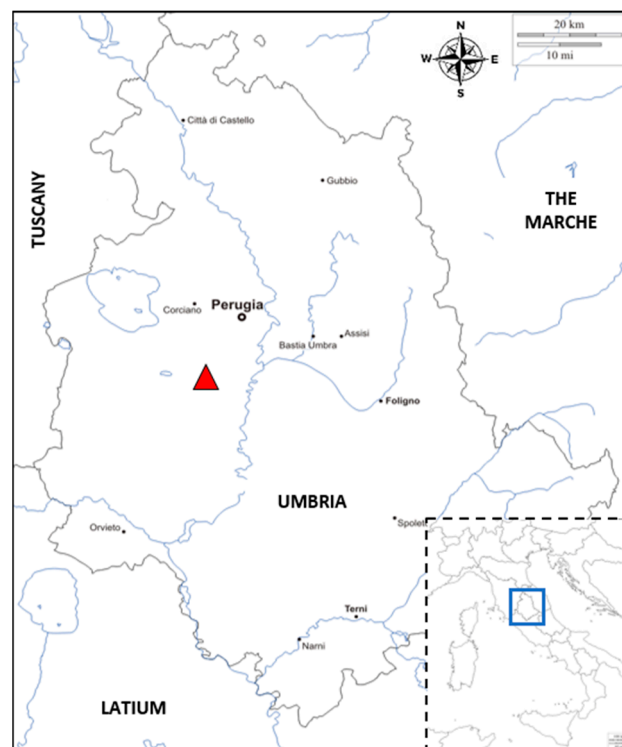 N
W
E
S
20 km
10 mi
Città di Castello
Gubbio
TUSCANY
THE
MARCHE
Corciano
Perugia
Assisi
Bastia Umbra
Foligno
UMBRIA
Orvieto
Spolet
Terni
Narni
LATIUM